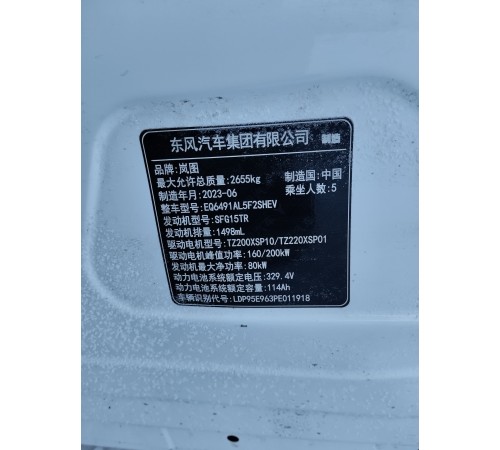 东风汽车集团有限公司 制造
品牌:岚图 制造国:中国
最大允许总质量:2655kg 乘坐人数:5
制造年月:2023-06
整车型号:EQ6491AL5F2SHEV
发动机型号:SFG15TR
发动机排量:1498mL
驱动电机型号:TZ200XSP10/TZ220XSP01
驱动电机峰值功率:160/200kW
发动机最大净功率:80kW
动力电池系统额定电压:329.4V
动力电池系统额定容量:114Ah
车辆识别代号:LDP95E963PE011918